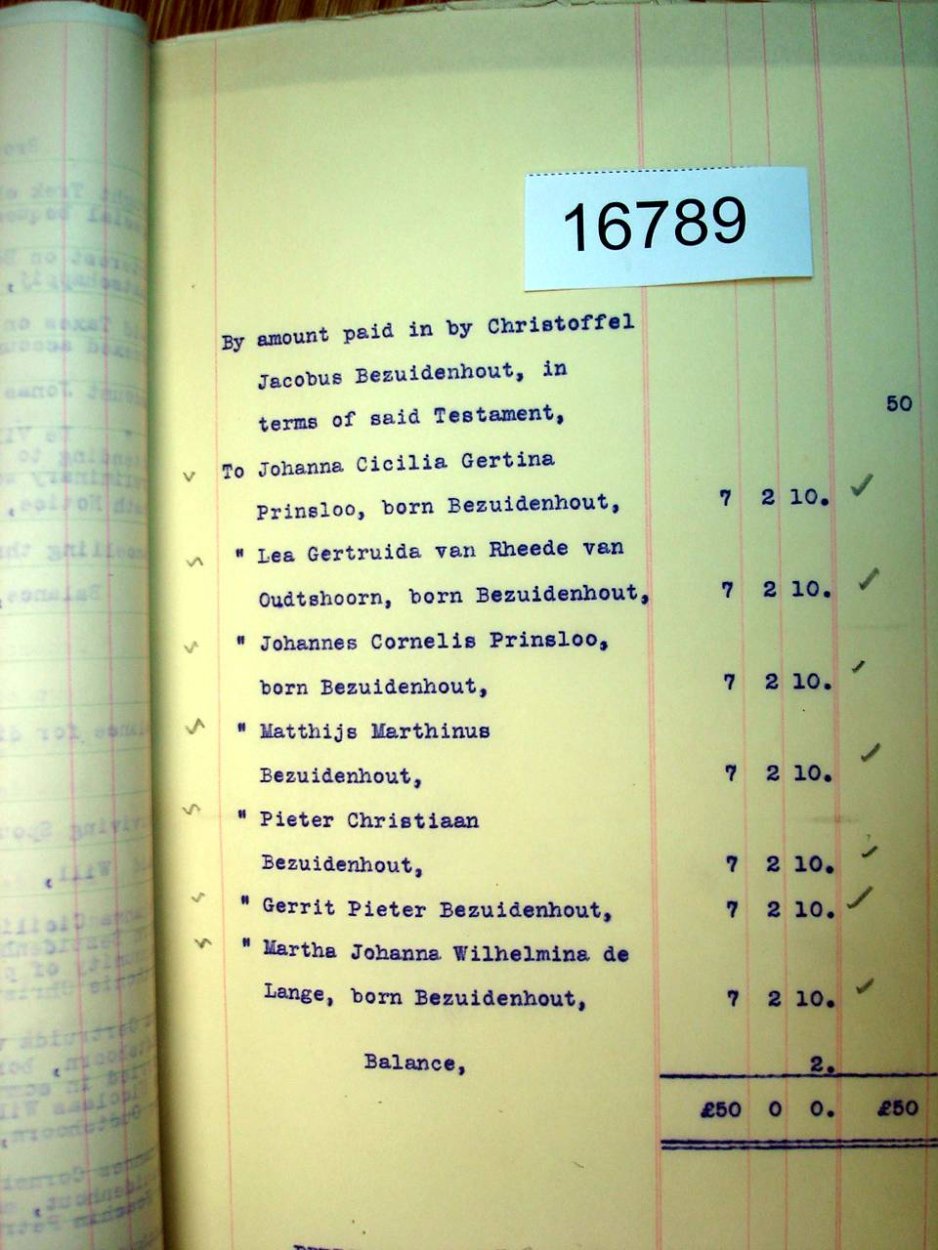 16789
By amount paid in by Christoffel
Jacobus Bezuidenhout, in
terms of said Testament, 50
To Johanna Cicilia Gertina
Prinsloo, born Bezuidenhout, 7 2 10.
" Lea Gertruida van Rheede van
Oudtshoorn, born Bezuidenhout, 7 2 10.
" Johannes Cornelis Prinsloo,
born Bezuidenhout, 7 2 10.
" Matthijs Marthinus
Bezuidenhout, 7 2 10.
" Pieter Christiaan
Bezuidenhout, 7 2 10.
" Gerrit Pieter Bezuidenhout, 7 2 10.
" Martha Johanna Wilhelmina de
Lange, born Bezuidenhout, 7 2 10.
Balance, 2.
£50 0 0. £50